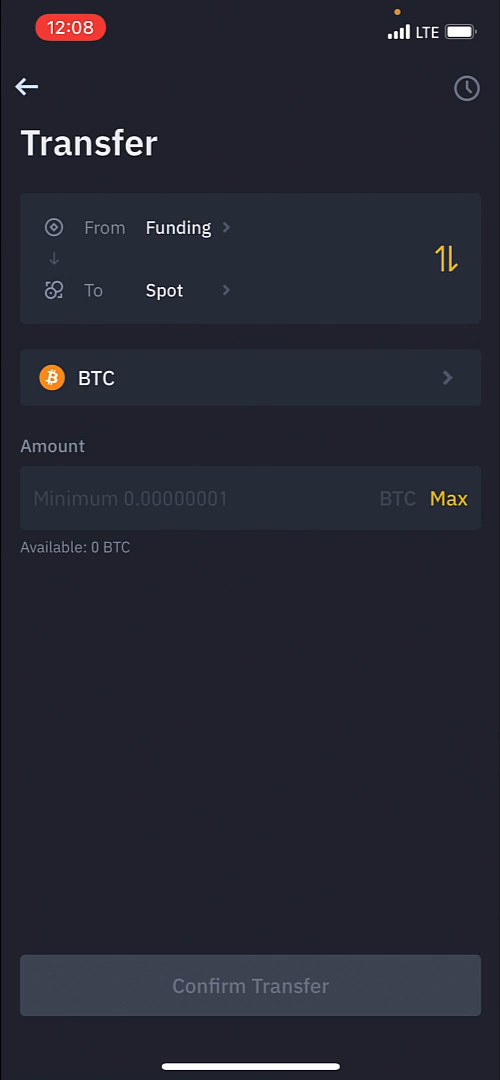 12:08
LTE
Transfer
From Funding
To Spot
BTC
Amount
Minimum 0.00000001 BTC Max
Available: 0 BTC
Confirm Transfer